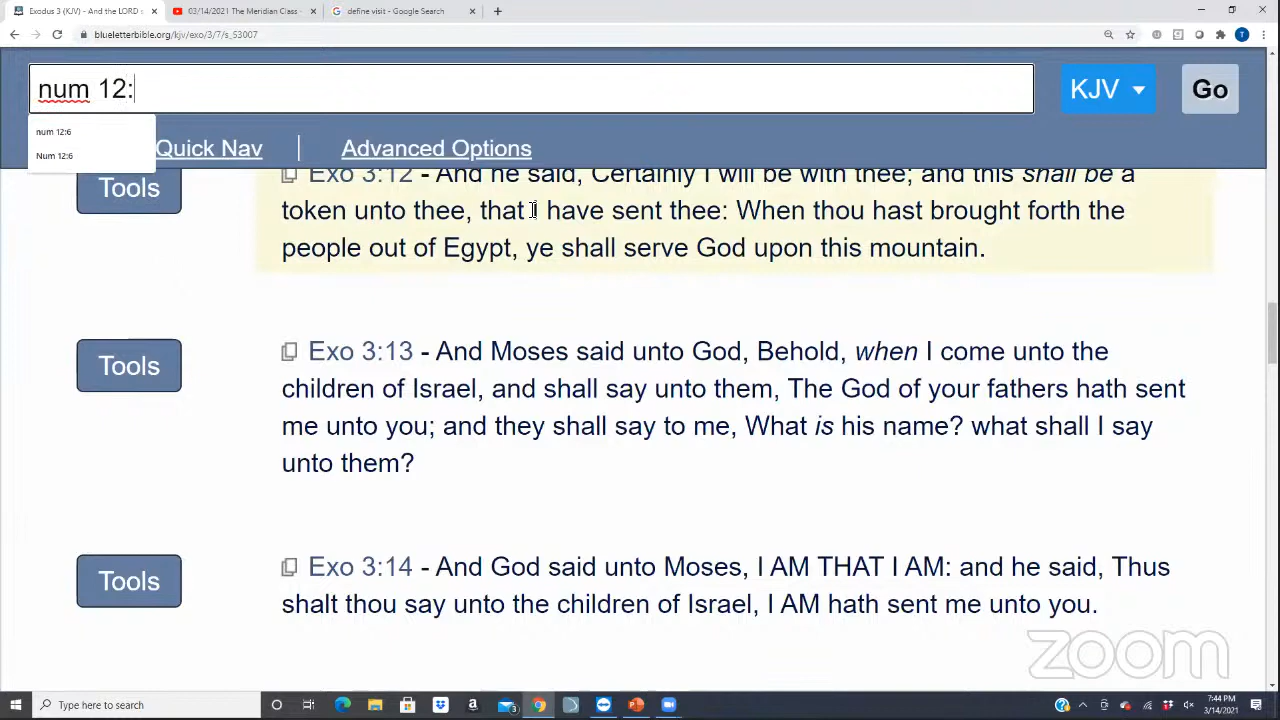 Exodus 3 (KJV) - And the LORD s
03/14/2021 The Meridian Class -
define visit - Google Search
blueletterbible.org/kjv/exo/3/7/s_53007
T
num 12:
KJV
Go
num 12:6
Num 12:6
Quick Nav
Advanced Options
Tools
Exo 3:12 - And he said, Certainly I will be with thee; and this shall be a
token unto thee, that I have sent thee: When thou hast brought forth the
people out of Egypt, ye shall serve God upon this mountain.
Tools
Exo 3:13 - And Moses said unto God, Behold, when I come unto the
children of Israel, and shall say unto them, The God of your fathers hath sent
me unto you; and they shall say to me, What is his name? what shall I say
unto them?
Tools
Exo 3:14 - And God said unto Moses, I AM THAT I AM: and he said, Thus
shalt thou say unto the children of Israel, I AM hath sent me unto you.
zoom
Type here to search
7:44 PM
3/14/2021